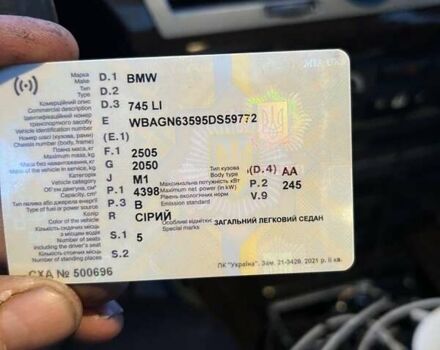 Марка
Make D.1 BMW
Тип
Type D.2
Комерційний опис
Commercial description D.3 745 LI
Ідентифікаційний номер
транспортного засобу
Vehicle identification number E WBAGN63595DS59772
Номер шасі (кузова, рами)
Chassis number (body, frame) (E.1)
Повна маса, кг
Maximum mass, kg F.1 2505
Маса без навантаження, кг
Mass of the vehicle in service, kg G 2050
Категорія
Vehicle category J M1
Тип кузова
Body type (D.4) AA
Об'єм двигуна, см³ P.1 4398
Максимальна потужність кВт
Maximum net power (in kW) P.2 245
Тип палива або джерела енергії
Type of fuel or power source P.3 B
Рівень екологічних норм
Emission standard V.9
Колір
Color of the vehicle R СІРИЙ
Особливі відмітки
Special marks ЗАГАЛЬНИЙ ЛЕГКОВИЙ СЕДАН
Кількість сидячих місць
з місцем водія
Number of seats
including the driver's seat S.1 5
Кількість стоячих місць
Number of standing places S.2
СХА № 500696
ПК "Україна". Зам. 21-3428. 2021 р. ІІ кв.